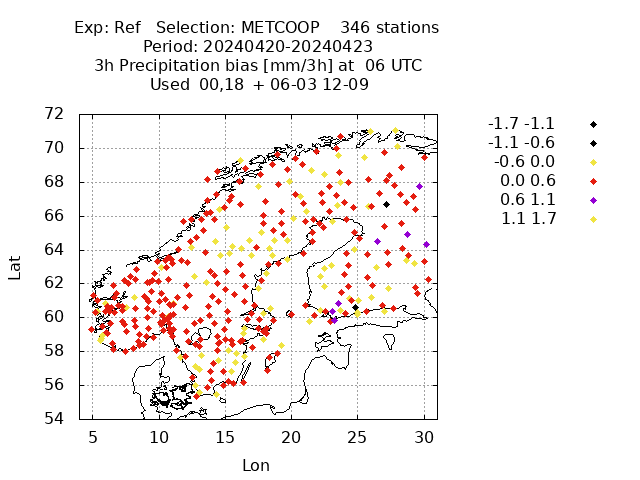 Exp: Ref   Selection: METCOOP    346 stations
Period: 20240420-20240423
3h Precipitation bias [mm/3h] at  06 UTC
Used  00,18  + 06-03 12-09
-1.7 -1.1
-1.1 -0.6
-0.6 0.0
0.0 0.6
0.6 1.1
1.1 1.7
72
70
68
66
64
62
60
58
56
54
Lat
5 10 15 20 25 30
Lon